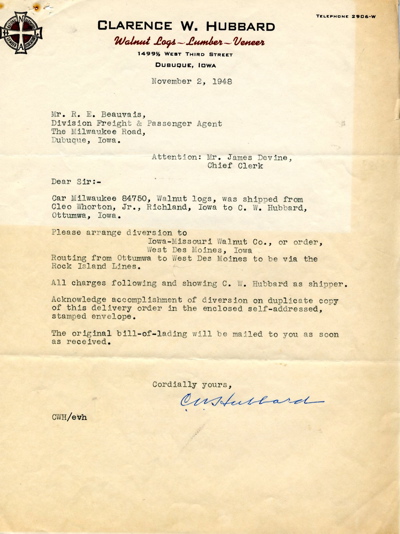 CLARENCE W. HUBBARD
TELEPHONE 2906-W
Walnut Logs—Lumber—Veneer
1499½ WEST THIRD STREET
DUBUQUE, IOWA
November 2, 1948
Mr. R. E. Beauvais,
Division Freight & Passenger Agent
The Milwaukee Road,
Dubuque, Iowa.
Attention: Mr. James Devine,
Chief Clerk
Dear Sir:-
Car Milwaukee 84750, Walnut logs, was shipped from
Cleo Whorton, Jr., Richland, Iowa to C. W. Hubbard,
Ottumwa, Iowa.
Please arrange diversion to
Iowa-Missouri Walnut Co., or order,
West Des Moines, Iowa
Routing from Ottumwa to West Des Moines to be via the
Rock Island Lines.
All charges following and showing C. W. Hubbard as shipper.
Acknowledge accomplishment of diversion on duplicate copy
of this delivery order in the enclosed self-addressed,
stamped envelope.
The original bill-of-lading will be mailed to you as soon
as received.
Cordially yours,
CW Hubbard
CWH/evh